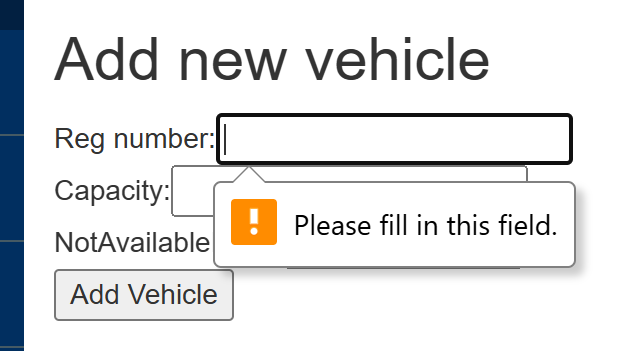 Add new vehicle
Reg number:
Capacity:
Please fill in this field.
NotAvailable
Add Vehicle